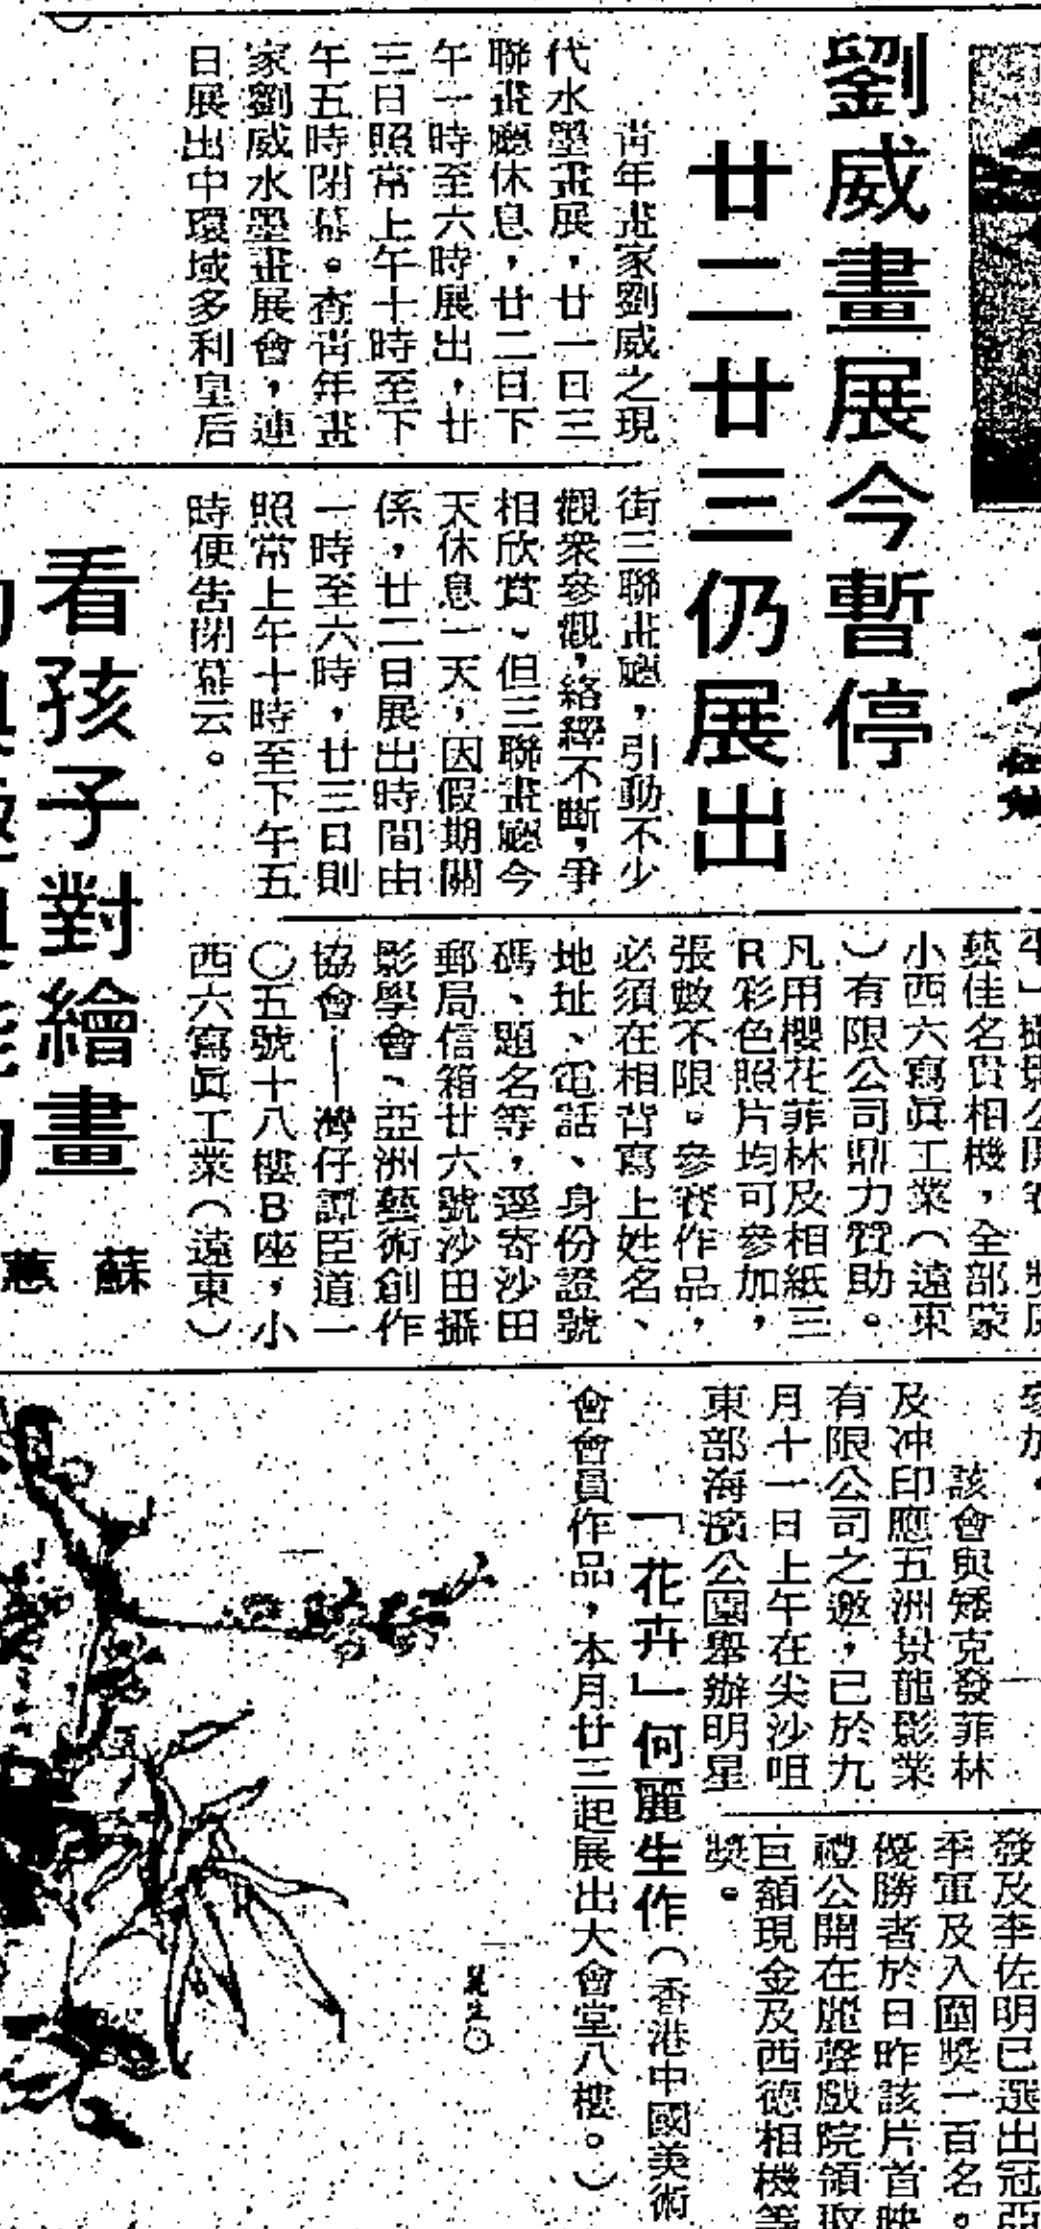 劉威畫展今暫停
廿二廿三仍展出
青年畫家劉威之現
代水墨畫展，廿一日三
聯畫廳休息，廿二日下
午一時至六時展出，廿
三日照常上午十時至下
午五時閉幕。查青年畫
家劉威水墨畫展會，連
日展出中環域多利皇后
街三聯畫廳，引動不少
觀衆參觀，絡繹不斷，爭
相欣賞。但三聯畫廳今
天休息一天，因假期關
係，廿二日展出時間由
一時至六時，廿三日則
照常上午十時至下午五
時便告閉幕云。
看孩子對繪畫
蘇
蕙
藝佳名貴相機，全部蒙
小西六寫眞工業（遠東
）有限公司鼎力贊助。
凡用櫻花菲林及相紙三
R彩色照片均可參加，
張數不限。參賽作品，
必須在相背寫上姓名、
地址、電話、身份證號
碼、題名等，逕寄沙田
郵局信箱廿六號沙田攝
影學會、亞洲藝術創作
協會——灣仔譚臣道一
〇五號十八樓B座，小
西六寫眞工業（遠東）
參加。
該會與矮克發菲林
及冲印應五洲景龍影業
有限公司之邀，已於九
月十一日上午在尖沙咀
東部海濱公園舉辦明星
發及李佐明已選出冠亞
季軍及入圍獎一百名。
優勝者於日昨該片首映
禮公開在麗聲戲院領取
巨額現金及西德相機等
獎。
「花卉」何麗生作（香港中國美術
會會員作品，本月廿三起展出大會堂八樓。）